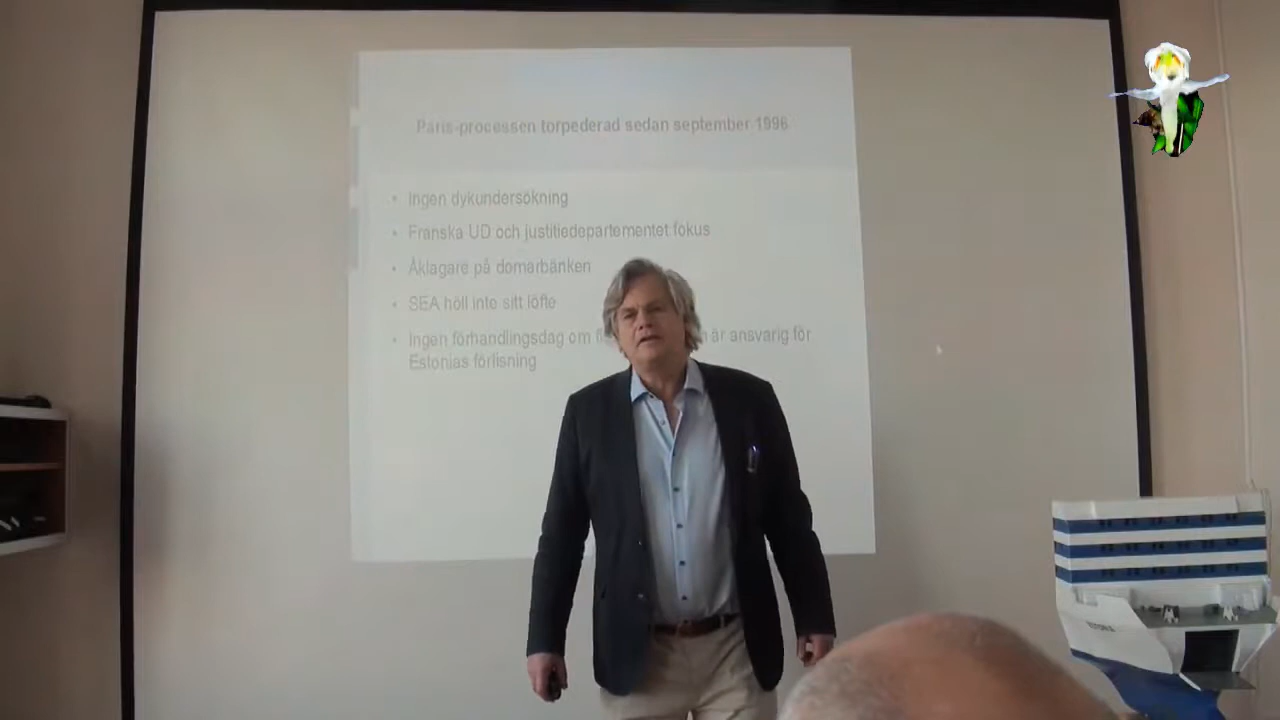 Paris-processen torpederad sedan september 1996
• Ingen dykundersökning
• Franska UD och justitiedepartementet fokus
• Åklagare på domarbänken
• SEA höll inte sitt löfte
• Ingen förhandlingsdag om är ansvarig för
Estonias förlisning